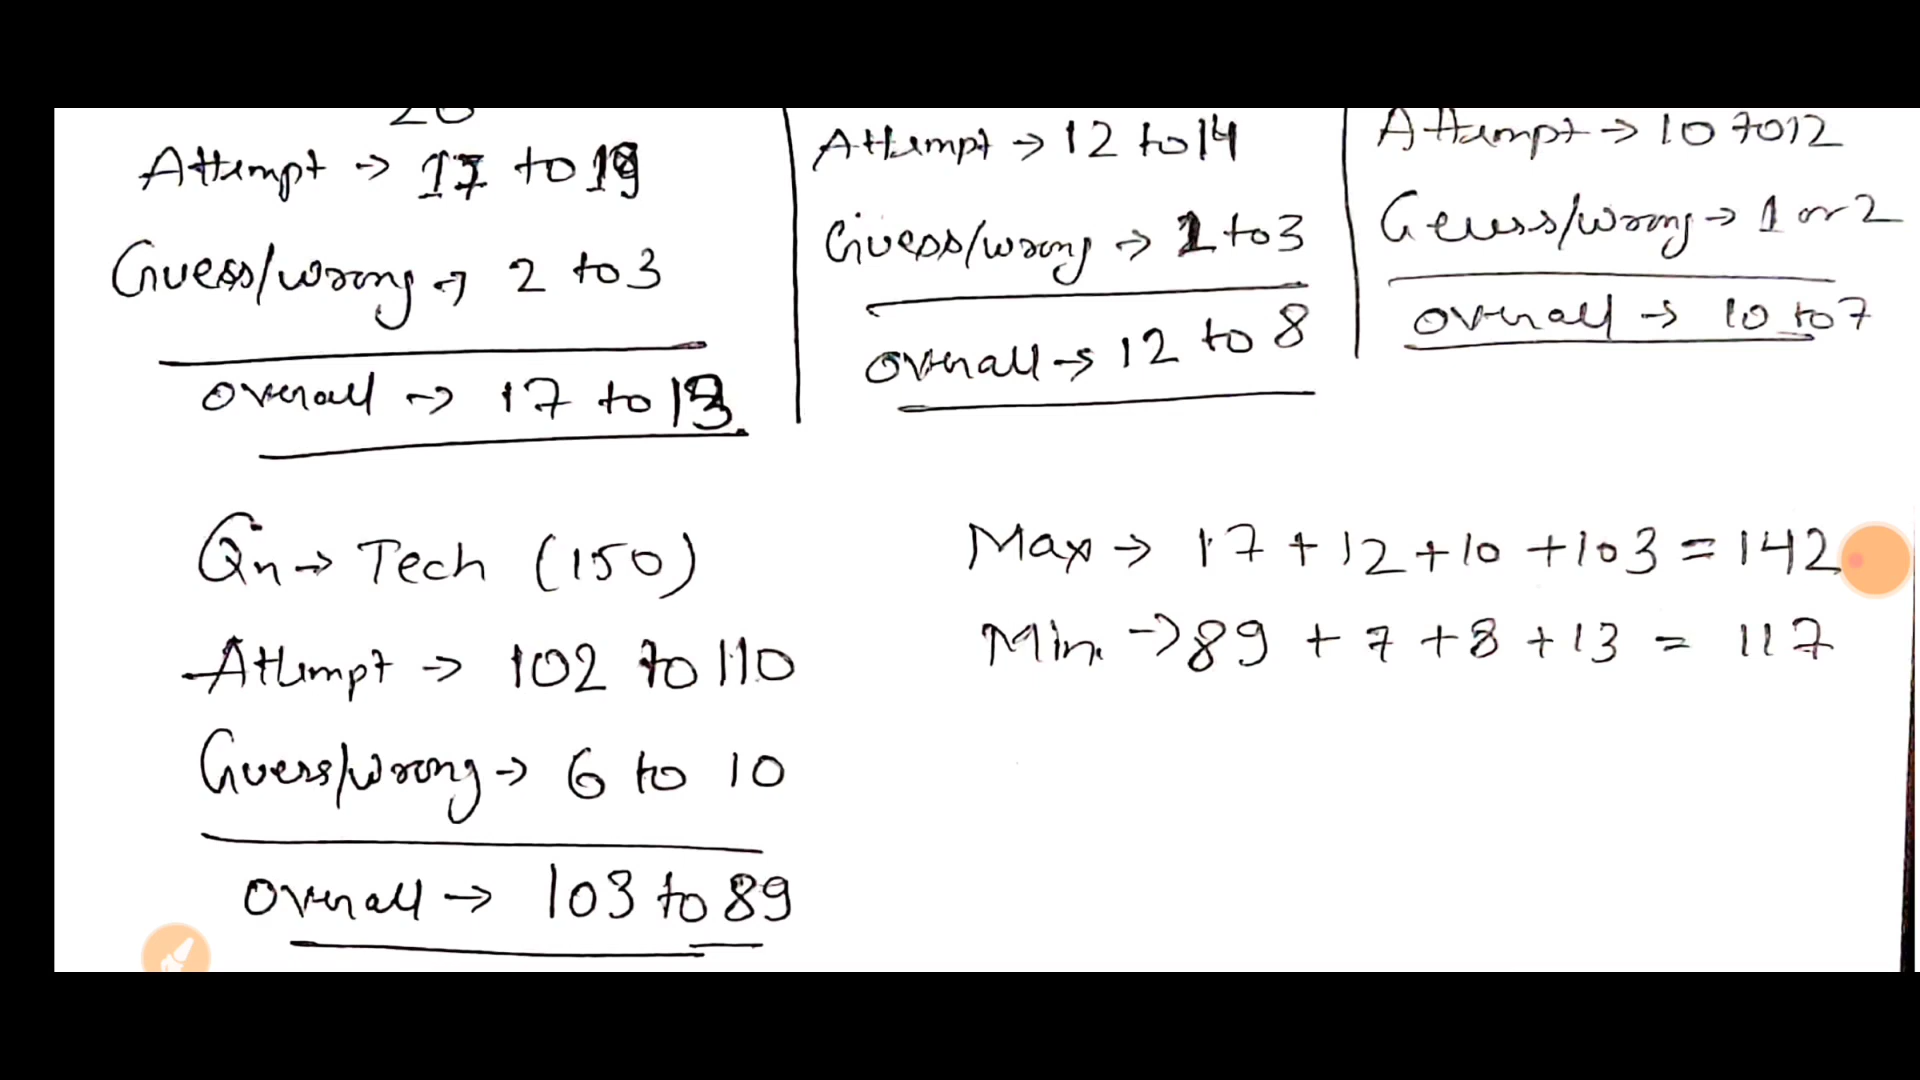 20
Attempt → 17 to 19
Guess/wrong → 2 to 3
Overall → 17 to 13
Attempt → 12 to 14
Guess/wrong → 2 to 3
Overall → 12 to 8
Attempt → 10 to 12
Guess/wrong → 1 or 2
Overall → 10 to 7
Qn → Tech (150)
Attempt → 102 to 110
Guess/wrong → 6 to 10
Overall → 103 to 89
Max → 17 + 12 + 10 + 103 = 142
Min. → 89 + 7 + 8 + 13 = 117